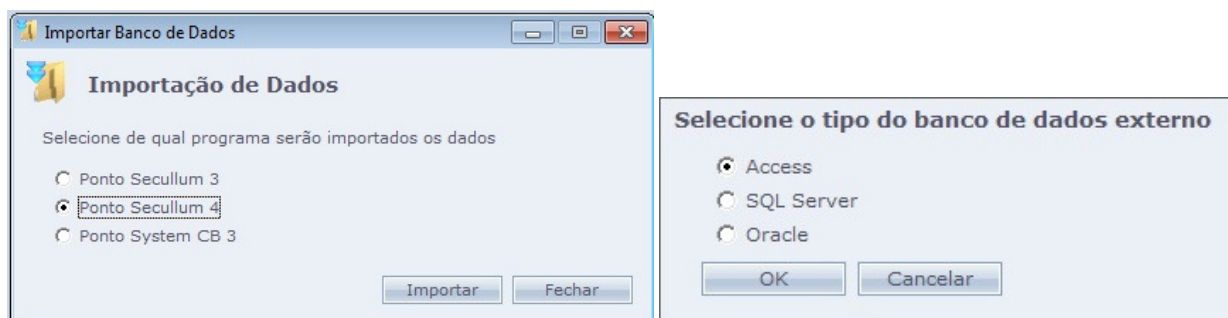 Importar Banco de Dados
Importação de Dados
Selecione de qual programa serão importados os dados
Ponto Secullum 3
Ponto Secullum 4
Ponto System CB 3
Importar Fechar
Selecione o tipo do banco de dados externo
Access
SQL Server
Oracle
OK Cancelar